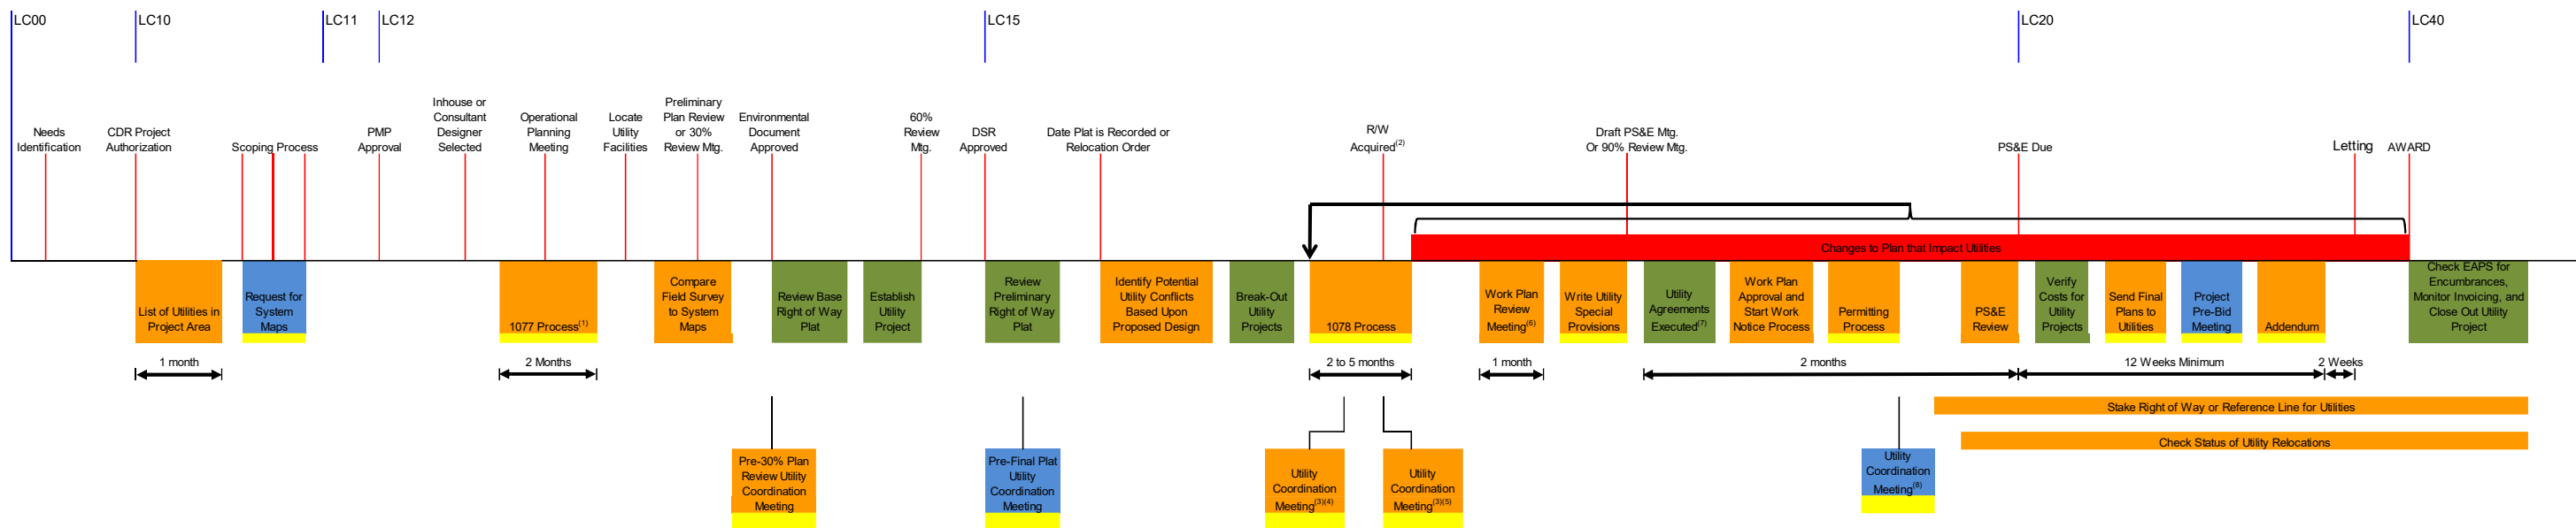 LC00
LC10
LC11
LC12
LC15
LC20
LC40
Needs
Identification
CDR Project
Authorization
Scoping Process
PMP
Approval
Inhouse or
Consultant
Designer
Selected
Operational
Planning
Meeting
Locate
Utility
Facilities
Preliminary
Plan Review
or 30%
Review Mtg.
Environmental
Document
Approved
60%
Review
Mtg.
DSR
Approved
Date Plat is Recorded or
Relocation Order
R/W
Acquired(2)
Draft PS&E Mtg.
Or 90% Review Mtg.
PS&E Due
Letting
AWARD
Changes to Plan that Impact Utilities
List of Utilities in
Project Area
Request for
System
Maps
1077 Process(1)
Compare
Field Survey
to System
Maps
Review Base
Right of Way
Plat
Establish
Utility
Project
Review
Preliminary
Right of Way
Plat
Identify Potential
Utility Conflicts
Based Upon
Proposed Design
Break-Out
Utility
Projects
1078 Process
Work Plan
Review
Meeting(6)
Write Utility
Special
Provisions
Utility
Agreements
Executed(7)
Work Plan
Approval and
Start Work
Notice Process
Permitting
Process
PS&E
Review
Verify
Costs for
Utility
Projects
Send Final
Plans to
Utilities
Project
Pre-Bid
Meeting
Addendum
Check EAPS for
Encumbrances,
Monitor Invoicing, and
Close Out Utility
Project
1 month
2 Months
2 to 5 months
1 month
2 months
12 Weeks Minimum
2 Weeks
Stake Right of Way or Reference Line for Utilities
Check Status of Utility Relocations
Pre-30% Plan
Review Utility
Coordination
Meeting
Pre-Final Plat
Utility
Coordination
Meeting
Utility
Coordination
Meeting(3)(4)
Utility
Coordination
Meeting(3)(5)
Utility
Coordination
Meeting(8)